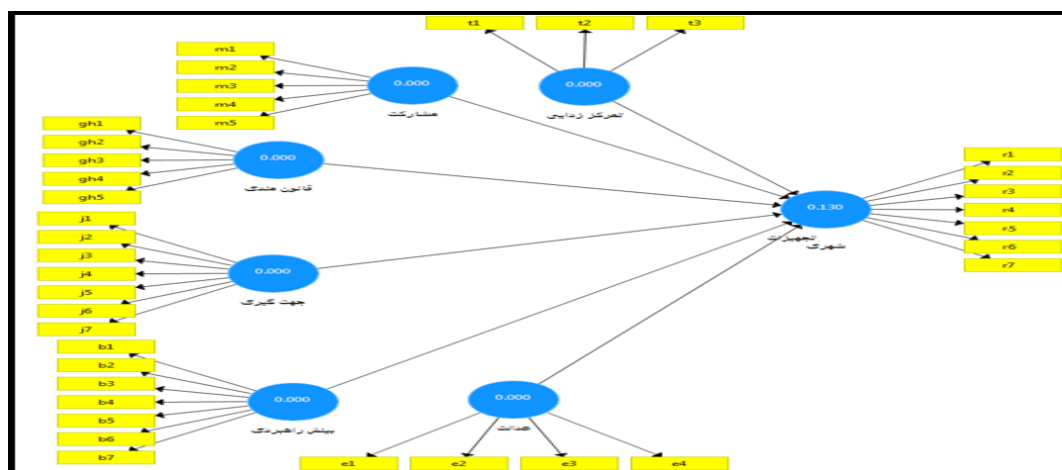 t1
t2
t3
m1
m2
m3
m4
m5
0.000
مشارکت
0.000
تمرکز زدایی
gh1
gh2
gh3
gh4
gh5
0.000
قانون مندی
r1
r2
r3
r4
r5
r6
r7
0.130
تجهیزات
شهری
j1
j2
j3
j4
j5
j6
j7
0.000
جهت گیری
b1
b2
b3
b4
b5
b6
b7
0.000
بینش راهبردی
0.000
عدالت
e1
e2
e3
e4